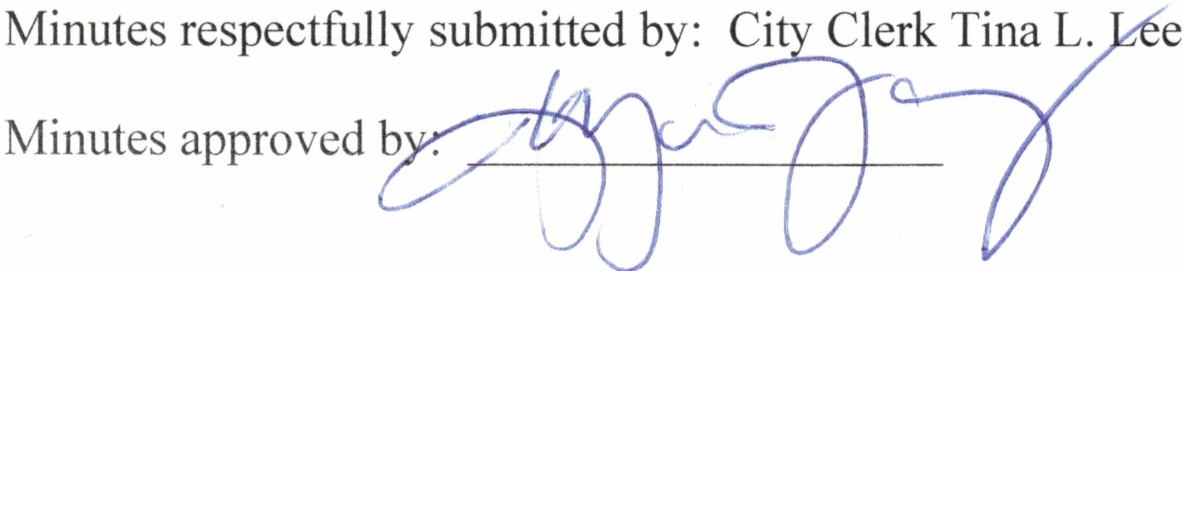 Minutes respectfully submitted by: City Clerk Tina L. Lee
Minutes approved by: